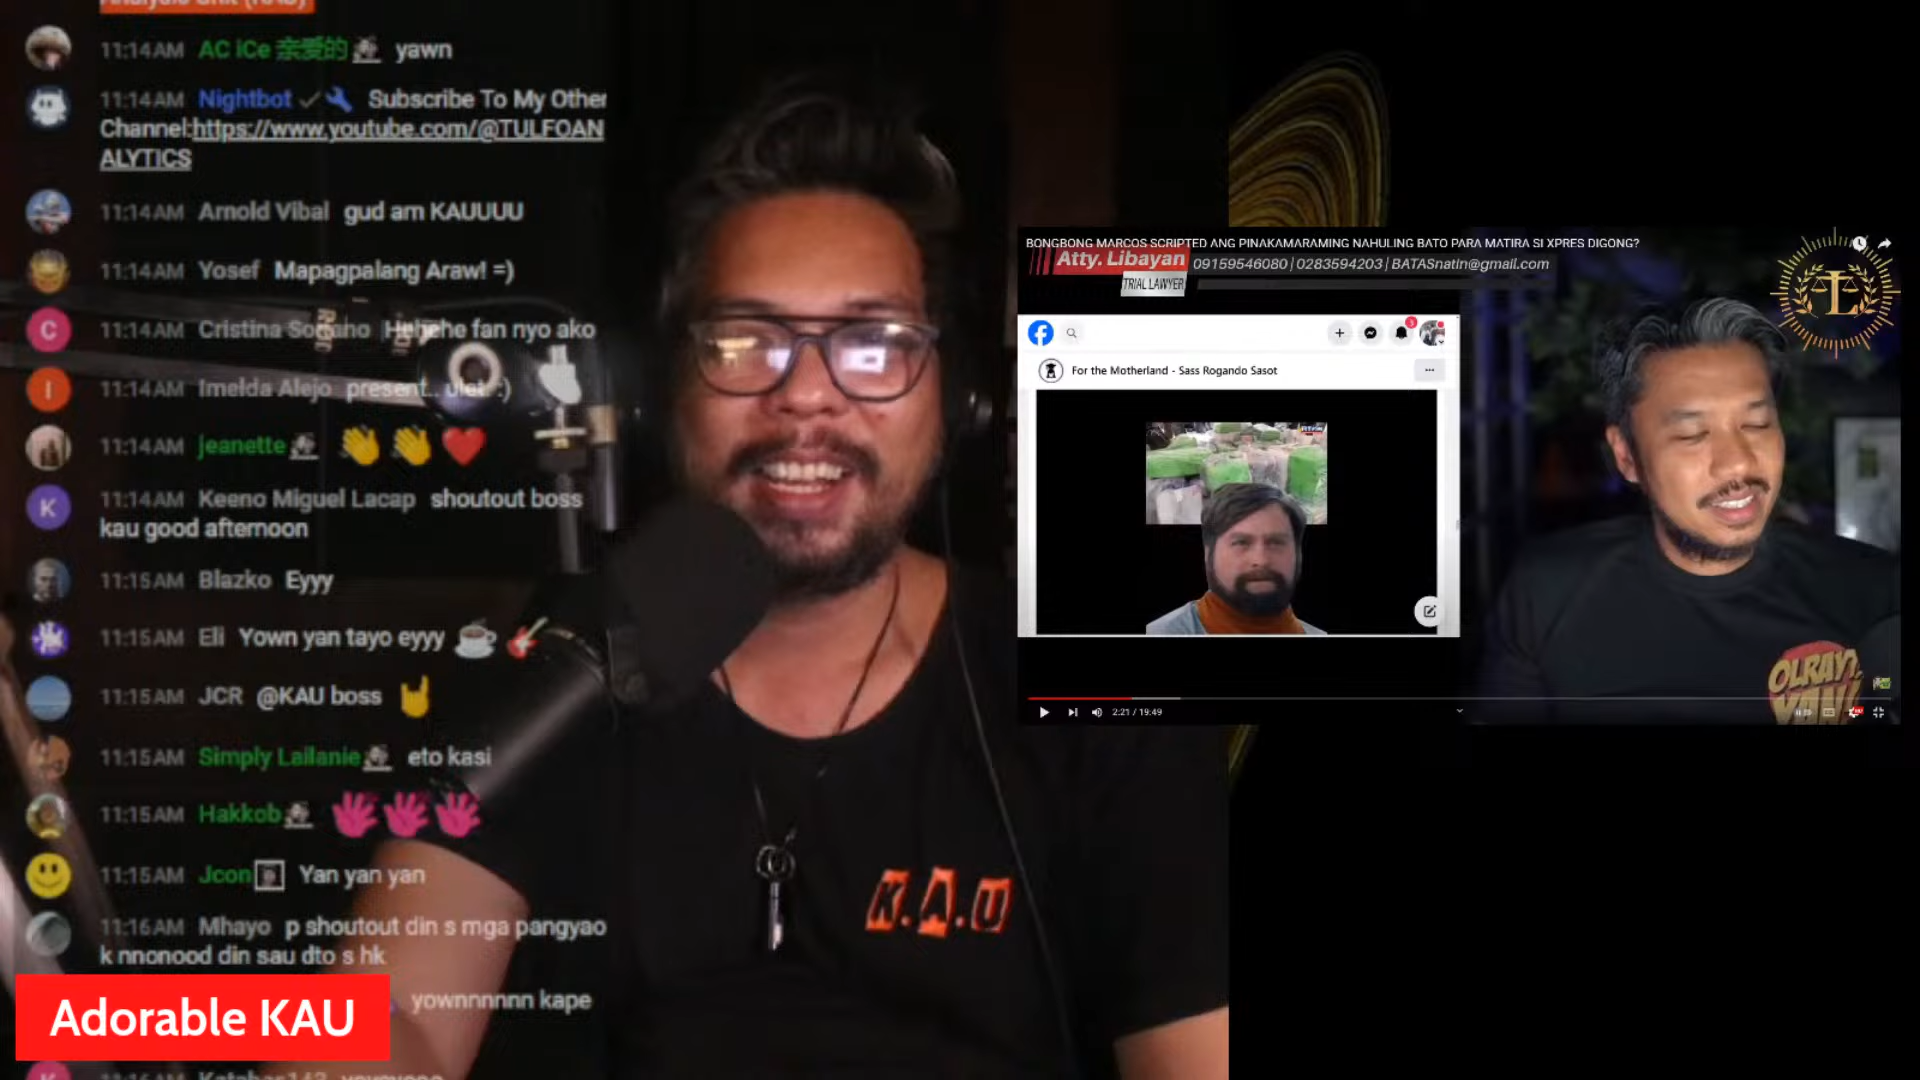 11:14AM AC iCe 亲爱的 yawn
11:14AM Nightbot Subscribe To My Other
Channel:https://www.youtube.com/@TULFOAN
ALYTICS
11:14AM Arnold Vibal gud am KAUUUU
11:14AM Yosef Mapagpalang Araw! =)
C 11:14AM Cristina Hehehe fan nyo ako
I 11:14AM Imelda Alejo present..
11:14AM jeanette
K 11:14AM Keeno Miguel Lacap shoutout boss
kau good afternoon
11:15AM Blazko Eyyy
11:15AM Eli Yown yan tayo eyyy
11:15AM JCR @KAU boss
11:15AM Simply Lailanie eto kasi
11:15AM Hakkob
11:15AM Jcon Yan yan yan
11:16AM Mhayo p shoutout din s mga pangyao
k nnonood din sau dto s hk
yownnnnnn kape
Adorable KAU
K.A.U
BONGBONG MARCOS SCRIPTED ANG PINAKAMARAMING NAHULING BATO PARA MATIRA SI XPRES DIGONG?
Atty. Libayan 09159546080 | 0283594203 | BATASnatin@gmail.com
TRIAL LAWYER
L
3
For the Motherland - Sass Rogando Sasot
OLRAYT
2:21 / 19:49